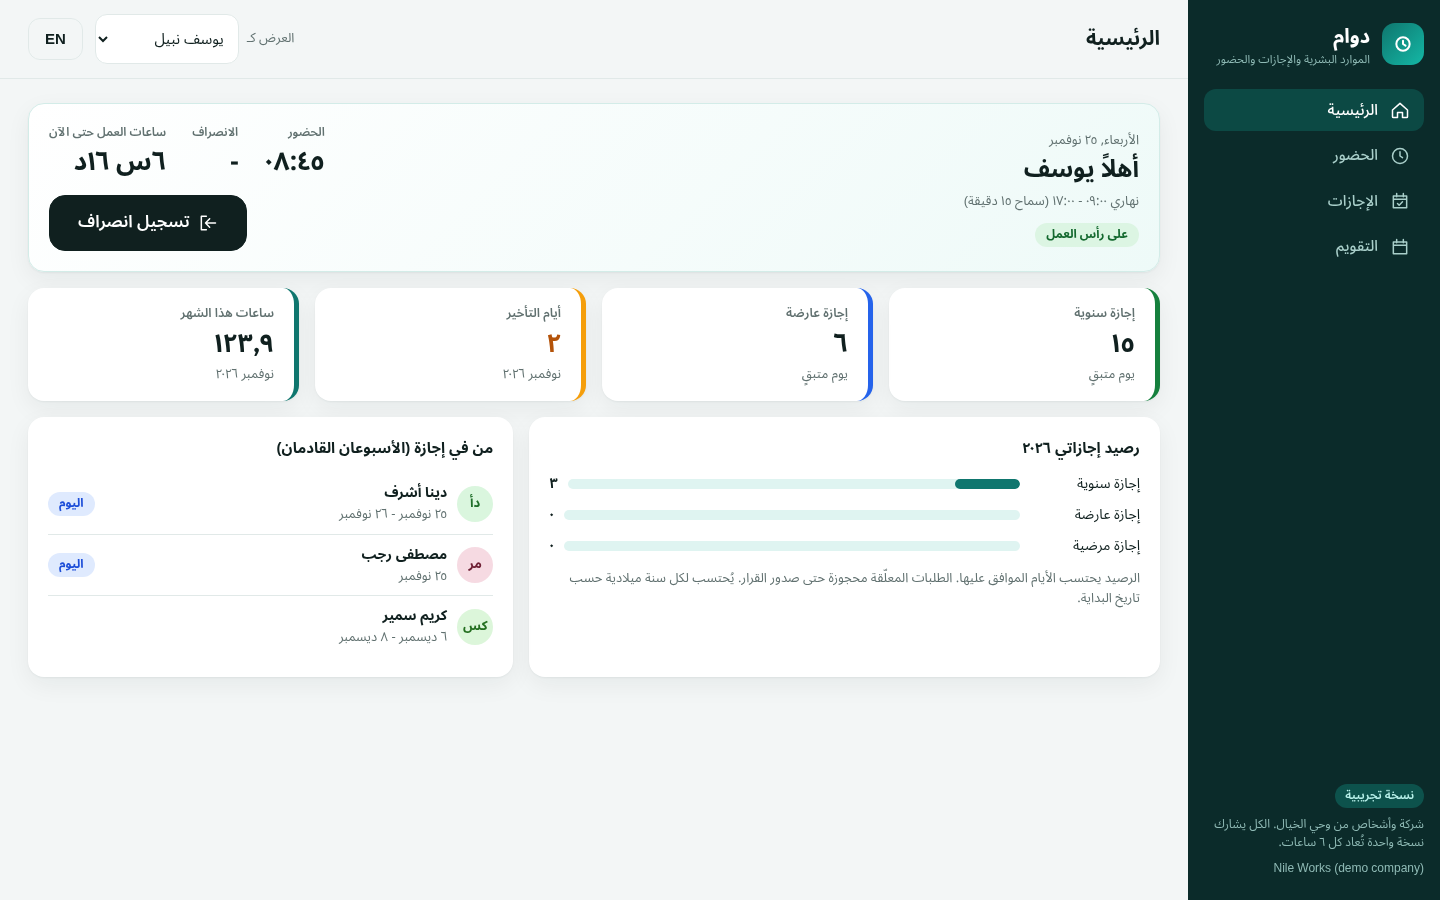 دوام
الموارد البشرية والإجازات والحضور
الرئيسية
الحضور
الإجازات
التقويم
نسخة تجريبية
شركة وأشخاص من وحي الخيال. الكل يشارك
نسخة واحدة تُعاد كل ٦ ساعات.
Nile Works (demo company)
الرئيسية
العرض كـ
يوسف نبيل
EN
الأربعاء, ٢٥ نوفمبر
أهلاً يوسف
نهاري ٠٩:٠٠ - ١٧:٠٠ (سماح ١٥ دقيقة)
على رأس العمل
الحضور
٠٨:٤٥
الانصراف
-
ساعات العمل حتى الآن
٦س ١٦د
تسجيل انصراف
إجازة سنوية
١٥
يوم متبقٍ
إجازة عارضة
٦
يوم متبقٍ
أيام التأخير
٢
نوفمبر ٢٠٢٦
ساعات هذا الشهر
١٢٣٫٩
نوفمبر ٢٠٢٦
رصيد إجازاتي ٢٠٢٦
إجازة سنوية ٣
إجازة عارضة ٠
إجازة مرضية ٠
الرصيد يحتسب الأيام الموافق عليها. الطلبات المعلّقة محجوزة حتى صدور القرار. يُحتسب لكل سنة ميلادية حسب
تاريخ البداية.
من في إجازة (الأسبوعان القادمان)
دأ
دينا أشرف
٢٥ نوفمبر - ٢٦ نوفمبر
اليوم
مر
مصطفى رجب
٢٥ نوفمبر
اليوم
كس
كريم سمير
٦ ديسمبر - ٨ ديسمبر